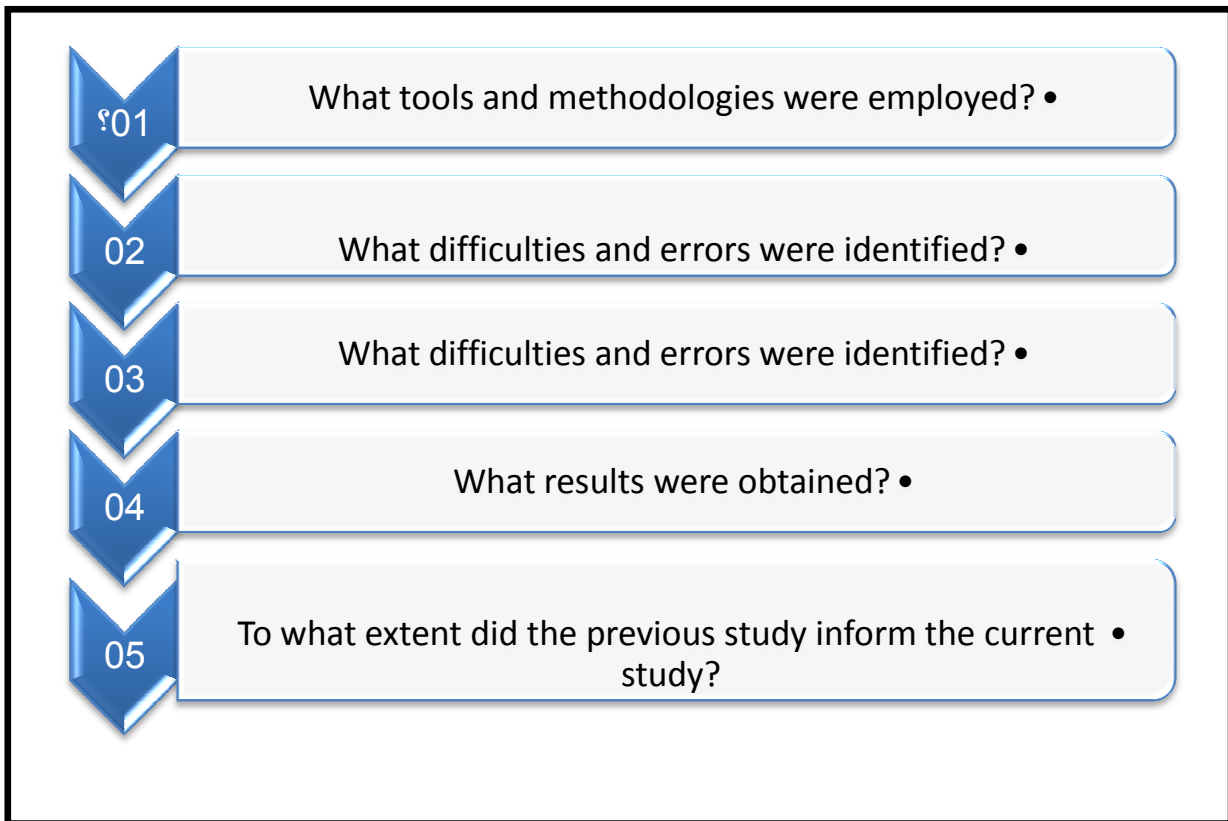 ؟01
What tools and methodologies were employed? •
02
What difficulties and errors were identified? •
03
What difficulties and errors were identified? •
04
What results were obtained? •
05
To what extent did the previous study inform the current •
study?